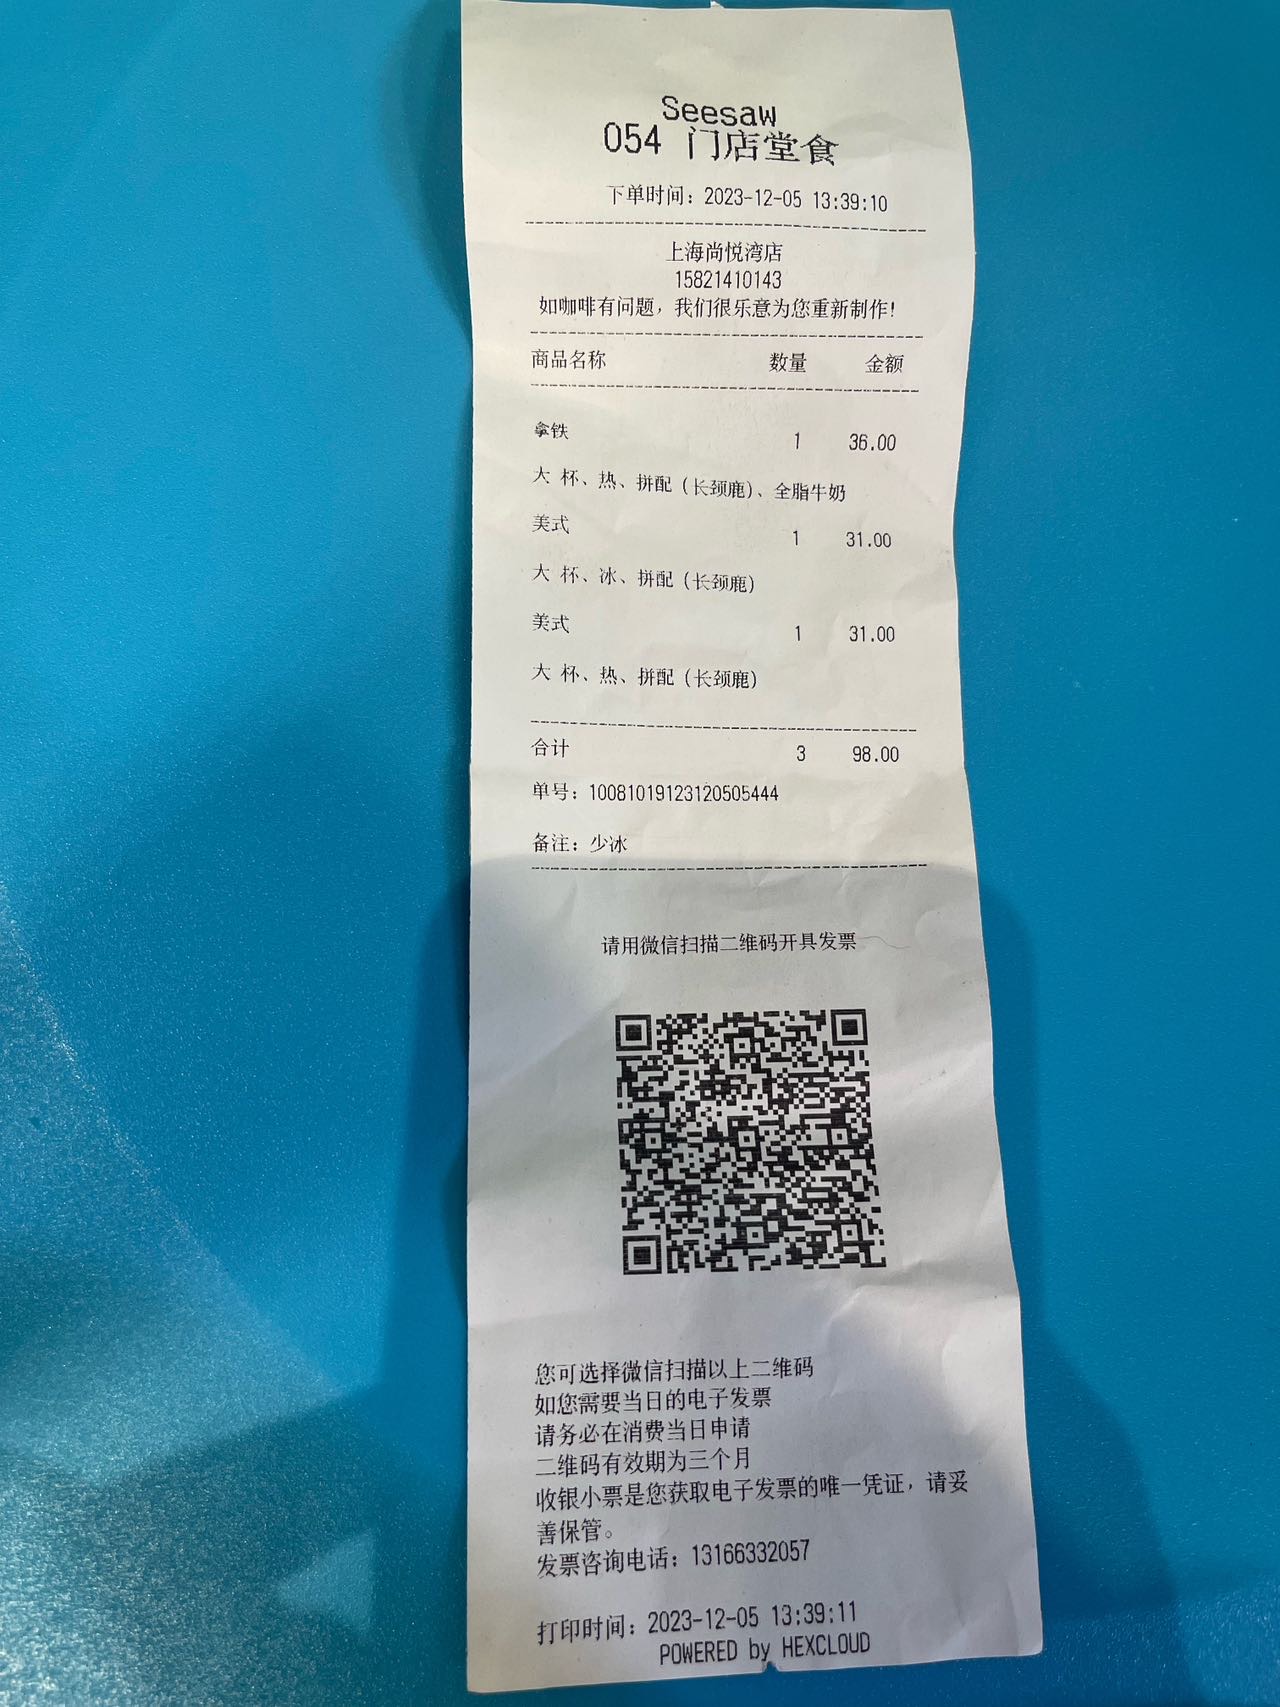 Seesaw
054 门店堂食
下单时间：2023-12-05 13:39:10
上海尚悦湾店
15821410143
如咖啡有问题，我们很乐意为您重新制作！
商品名称 数量 金额
拿铁 1 36.00
大 杯、热、拼配（长颈鹿）、全脂牛奶
美式 1 31.00
大 杯、冰、拼配（长颈鹿）
美式 1 31.00
大 杯、热、拼配（长颈鹿）
合计 3 98.00
单号：10081019123120505444
备注：少冰
请用微信扫描二维码开具发票
您可选择微信扫描以上二维码
如您需要当日的电子发票
请务必在消费当日申请
二维码有效期为三个月
收银小票是您获取电子发票的唯一凭证，请妥
善保管。
发票咨询电话：13166332057
打印时间：2023-12-05 13:39:11
POWERED by HEXCLOUD